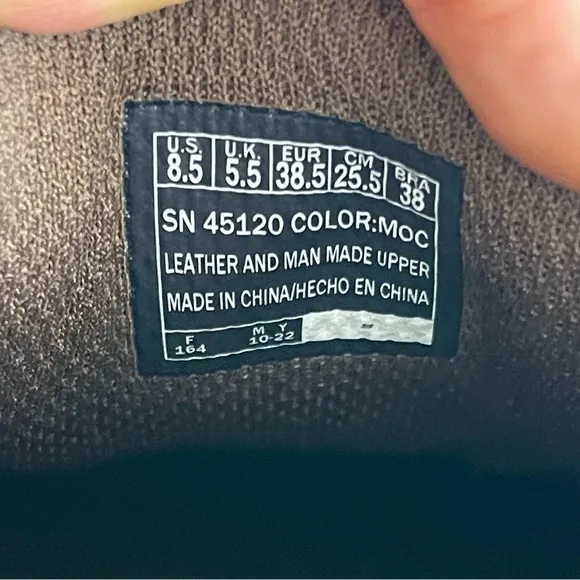 U.S. U.K EUR CM BRA
8.5 5.5 38.5 25.5 38
SN 45120 COLOR:MOC
LEATHER AND MAN MADE UPPER
MADE IN CHINA/HECHO EN CHINA
F M Y
164 10-22